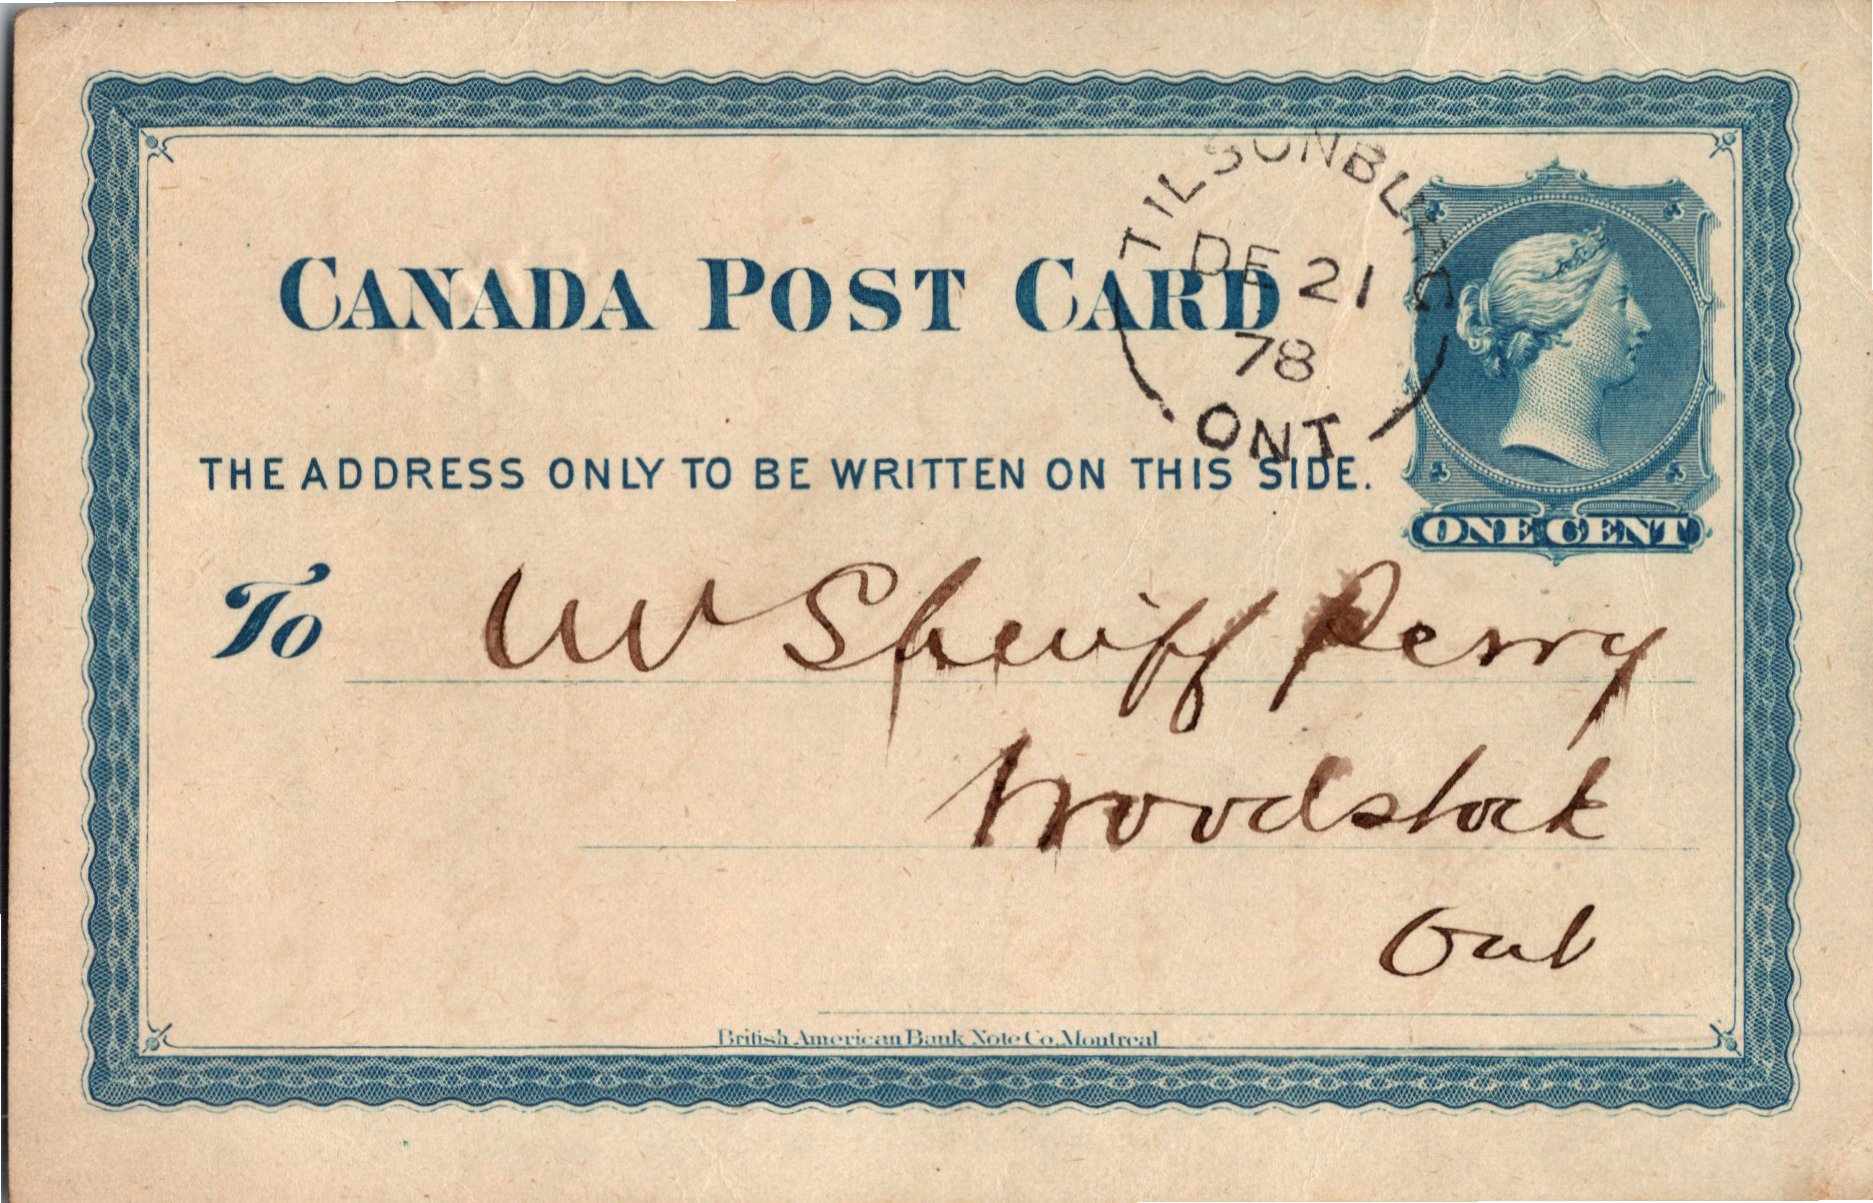 TILSONBURG
DE 21
78
ONT
CANADA POST CARD
THE ADDRESS ONLY TO BE WRITTEN ON THIS SIDE.
ONE CENT
To Mr Sheriff Perry
Woodstock
Ont
British American Bank Note Co. Montreal